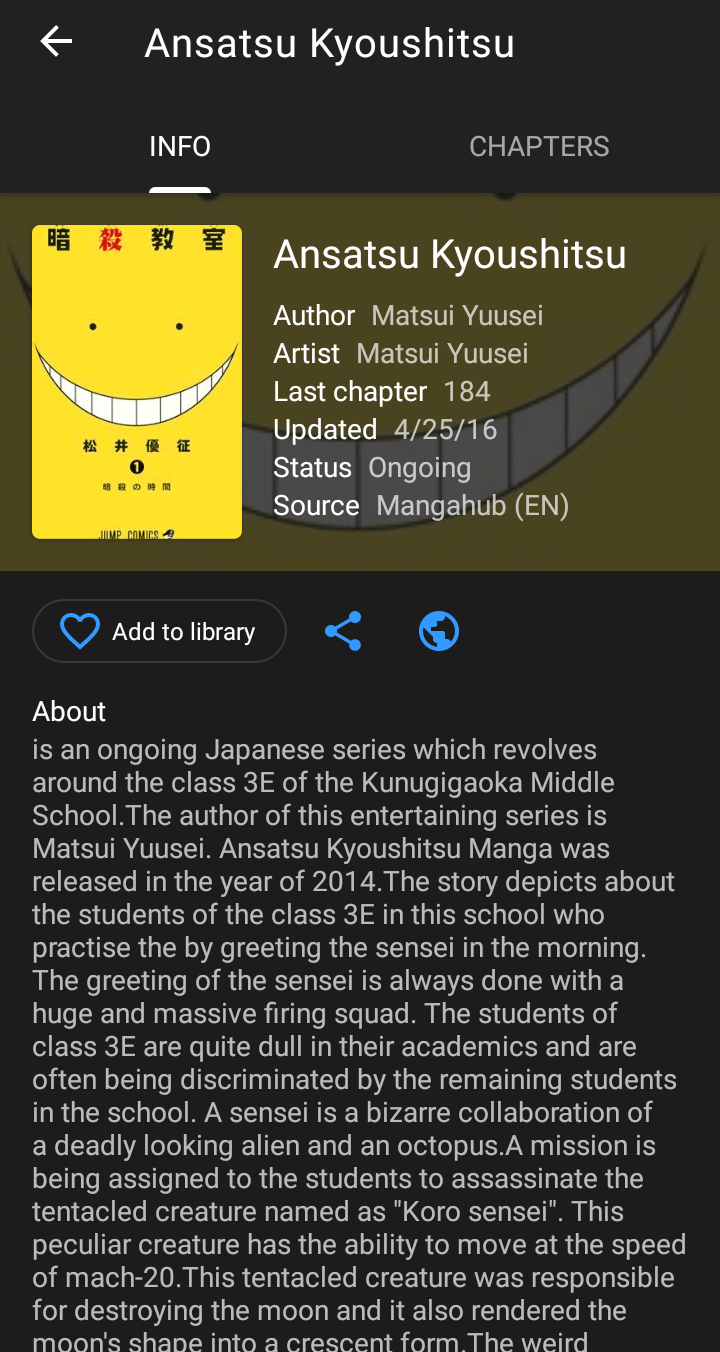 Ansatsu Kyoushitsu
INFO
CHAPTERS
暗殺教室
松井優征
1
暗殺の時間
JUMP COMICS
Ansatsu Kyoushitsu
Author Matsui Yuusei
Artist Matsui Yuusei
Last chapter 184
Updated 4/25/16
Status Ongoing
Source Mangahub (EN)
Add to library
About
is an ongoing Japanese series which revolves
around the class 3E of the Kunugigaoka Middle
School.The author of this entertaining series is
Matsui Yuusei. Ansatsu Kyoushitsu Manga was
released in the year of 2014.The story depicts about
the students of the class 3E in this school who
practise the by greeting the sensei in the morning.
The greeting of the sensei is always done with a
huge and massive firing squad. The students of
class 3E are quite dull in their academics and are
often being discriminated by the remaining students
in the school. A sensei is a bizarre collaboration of
a deadly looking alien and an octopus.A mission is
being assigned to the students to assassinate the
tentacled creature named as "Koro sensei". This
peculiar creature has the ability to move at the speed
of mach-20.This tentacled creature was responsible
for destroying the moon and it also rendered the
moon's shape into a crescent form.The weird